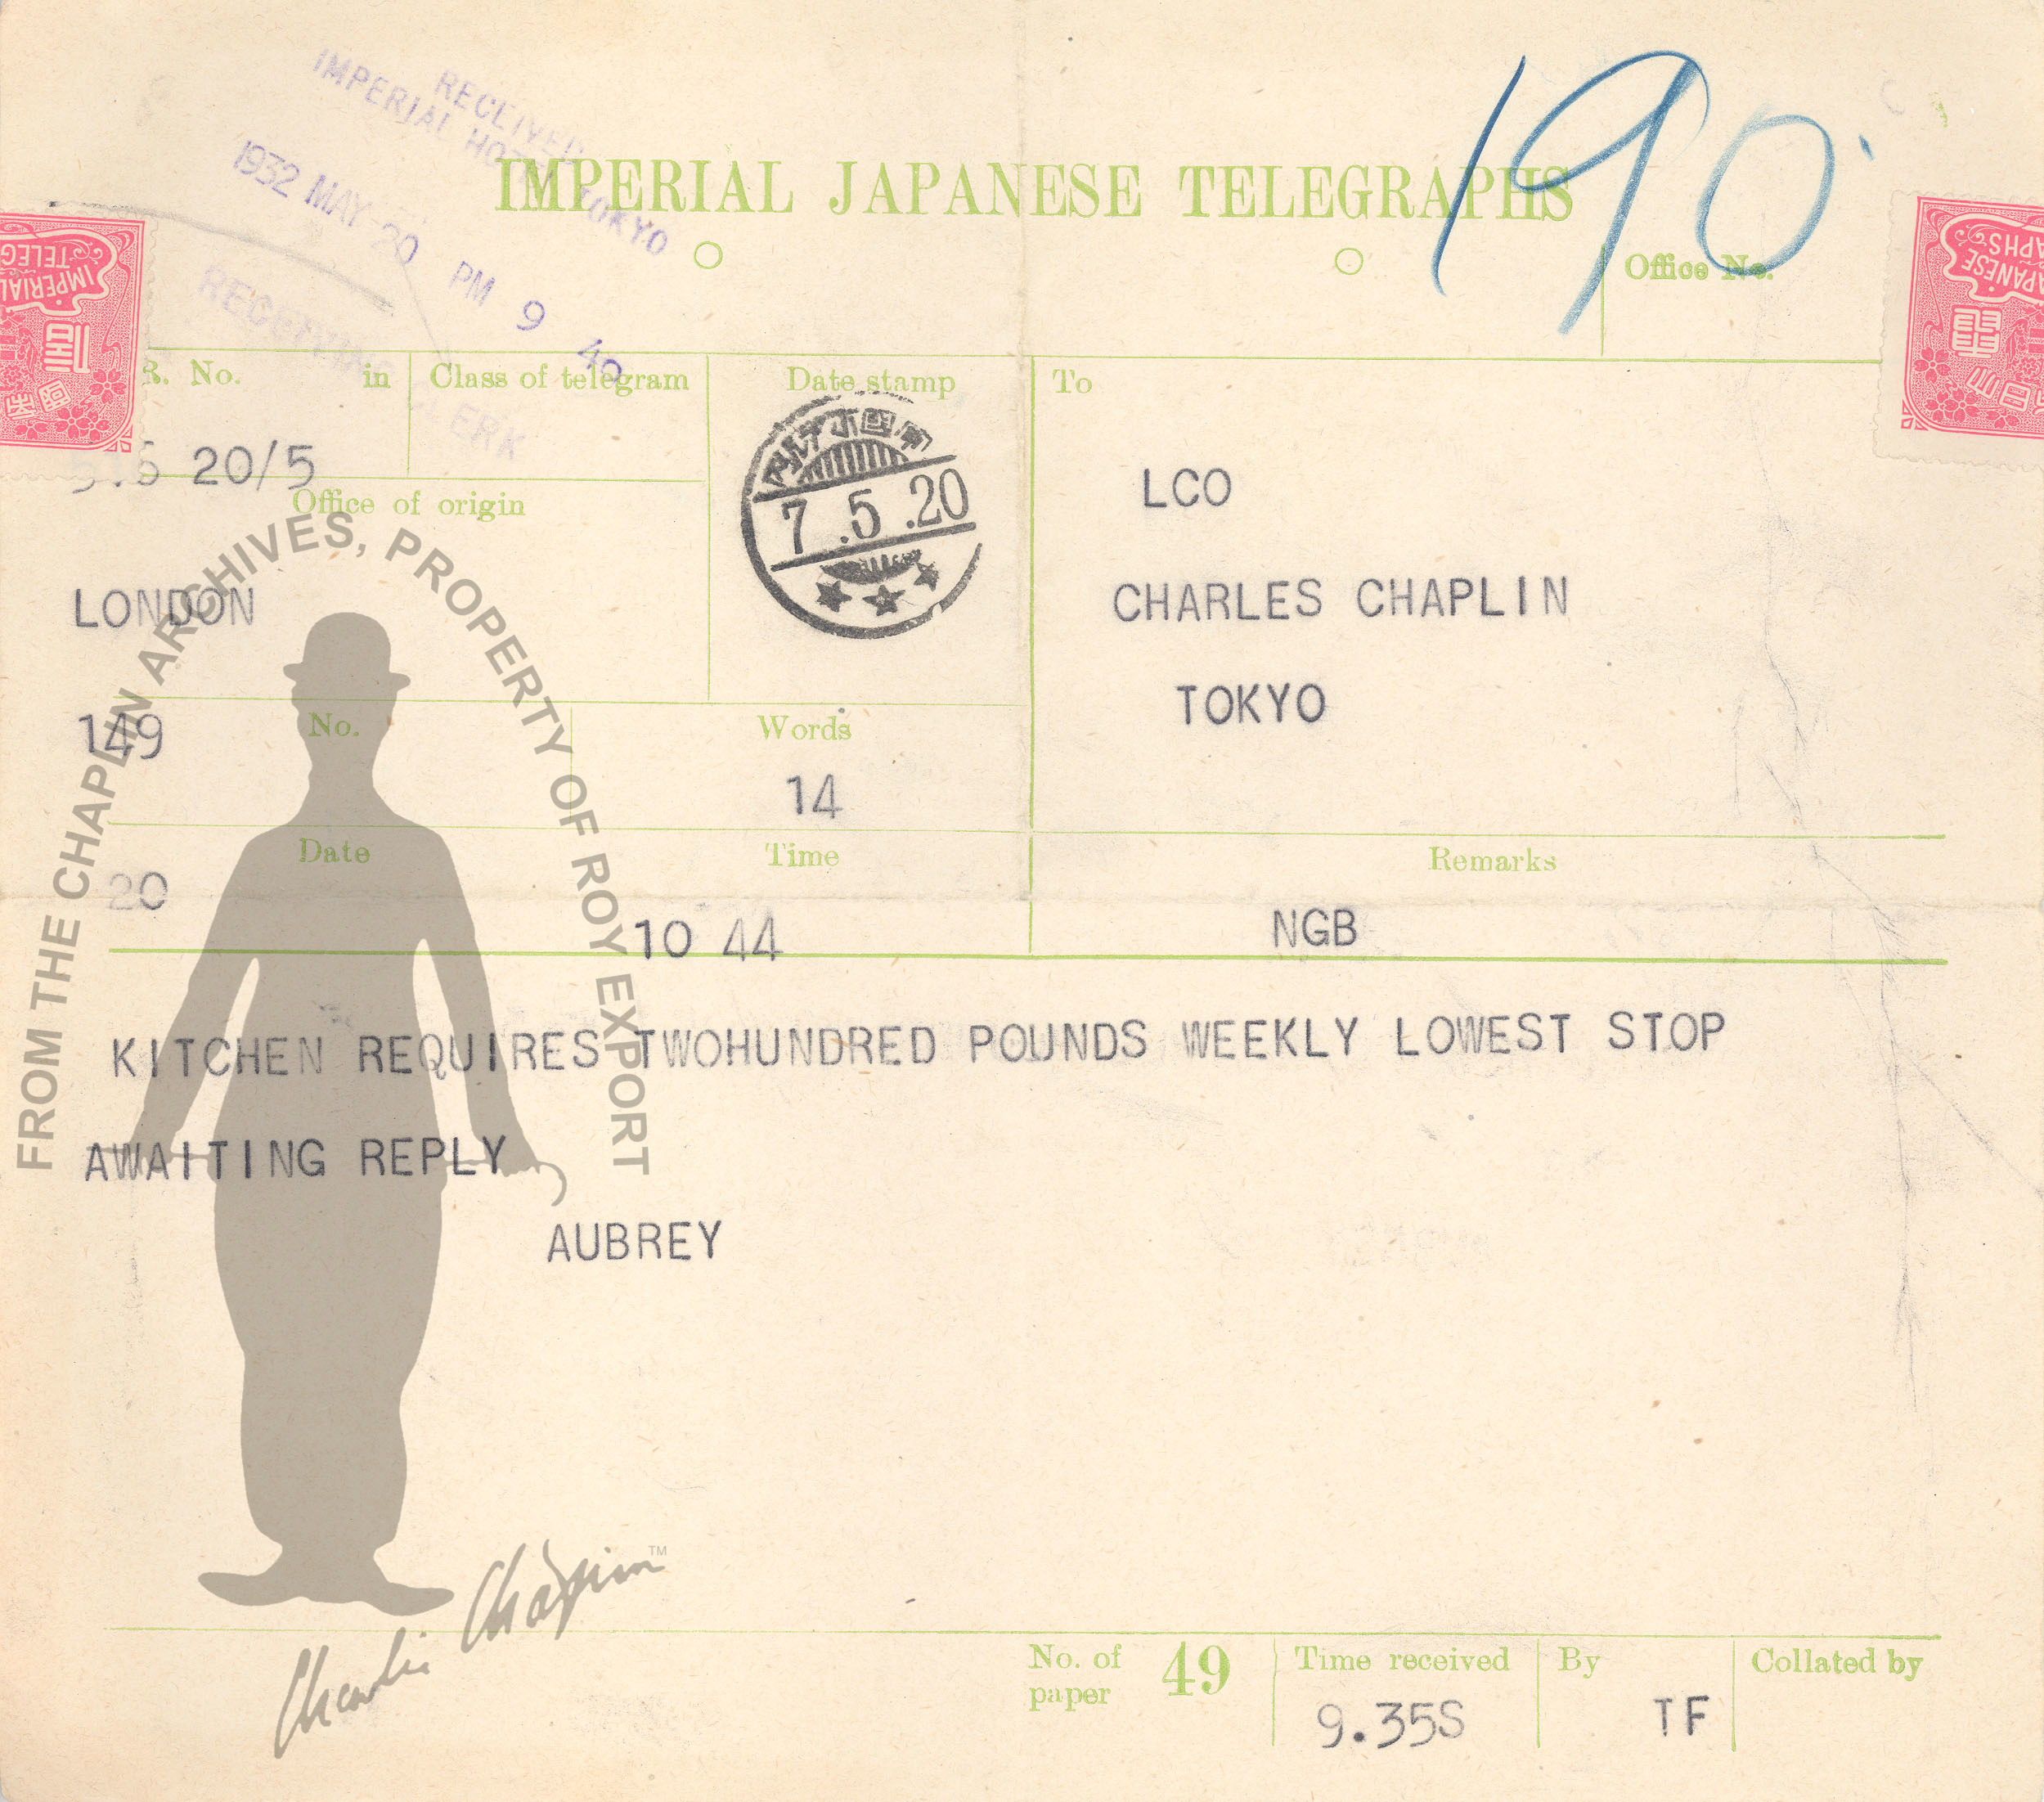 RECEIVED
IMPERIAL HOTEL TOKYO
1932 MAY 20 PM 9 40
RECEIVING CLERK
190
IMPERIAL JAPANESE TELEGRAPHS
Office No.
R. No. in
Class of telegram
Date stamp
To
20/5
7.5.20
LCO
Office of origin
LONDON
CHARLES CHAPLIN
TOKYO
149
No.
Words
14
Date
Time
Remarks
20
10 44
NGB
KITCHEN REQUIRES TWOHUNDRED POUNDS WEEKLY LOWEST STOP
AWAITING REPLY
AUBREY
FROM THE CHAPLIN ARCHIVES, PROPERTY OF ROY EXPORT
Charlie Chaplin™
No. of paper 49
Time received
By
Collated by
9.35S
TF